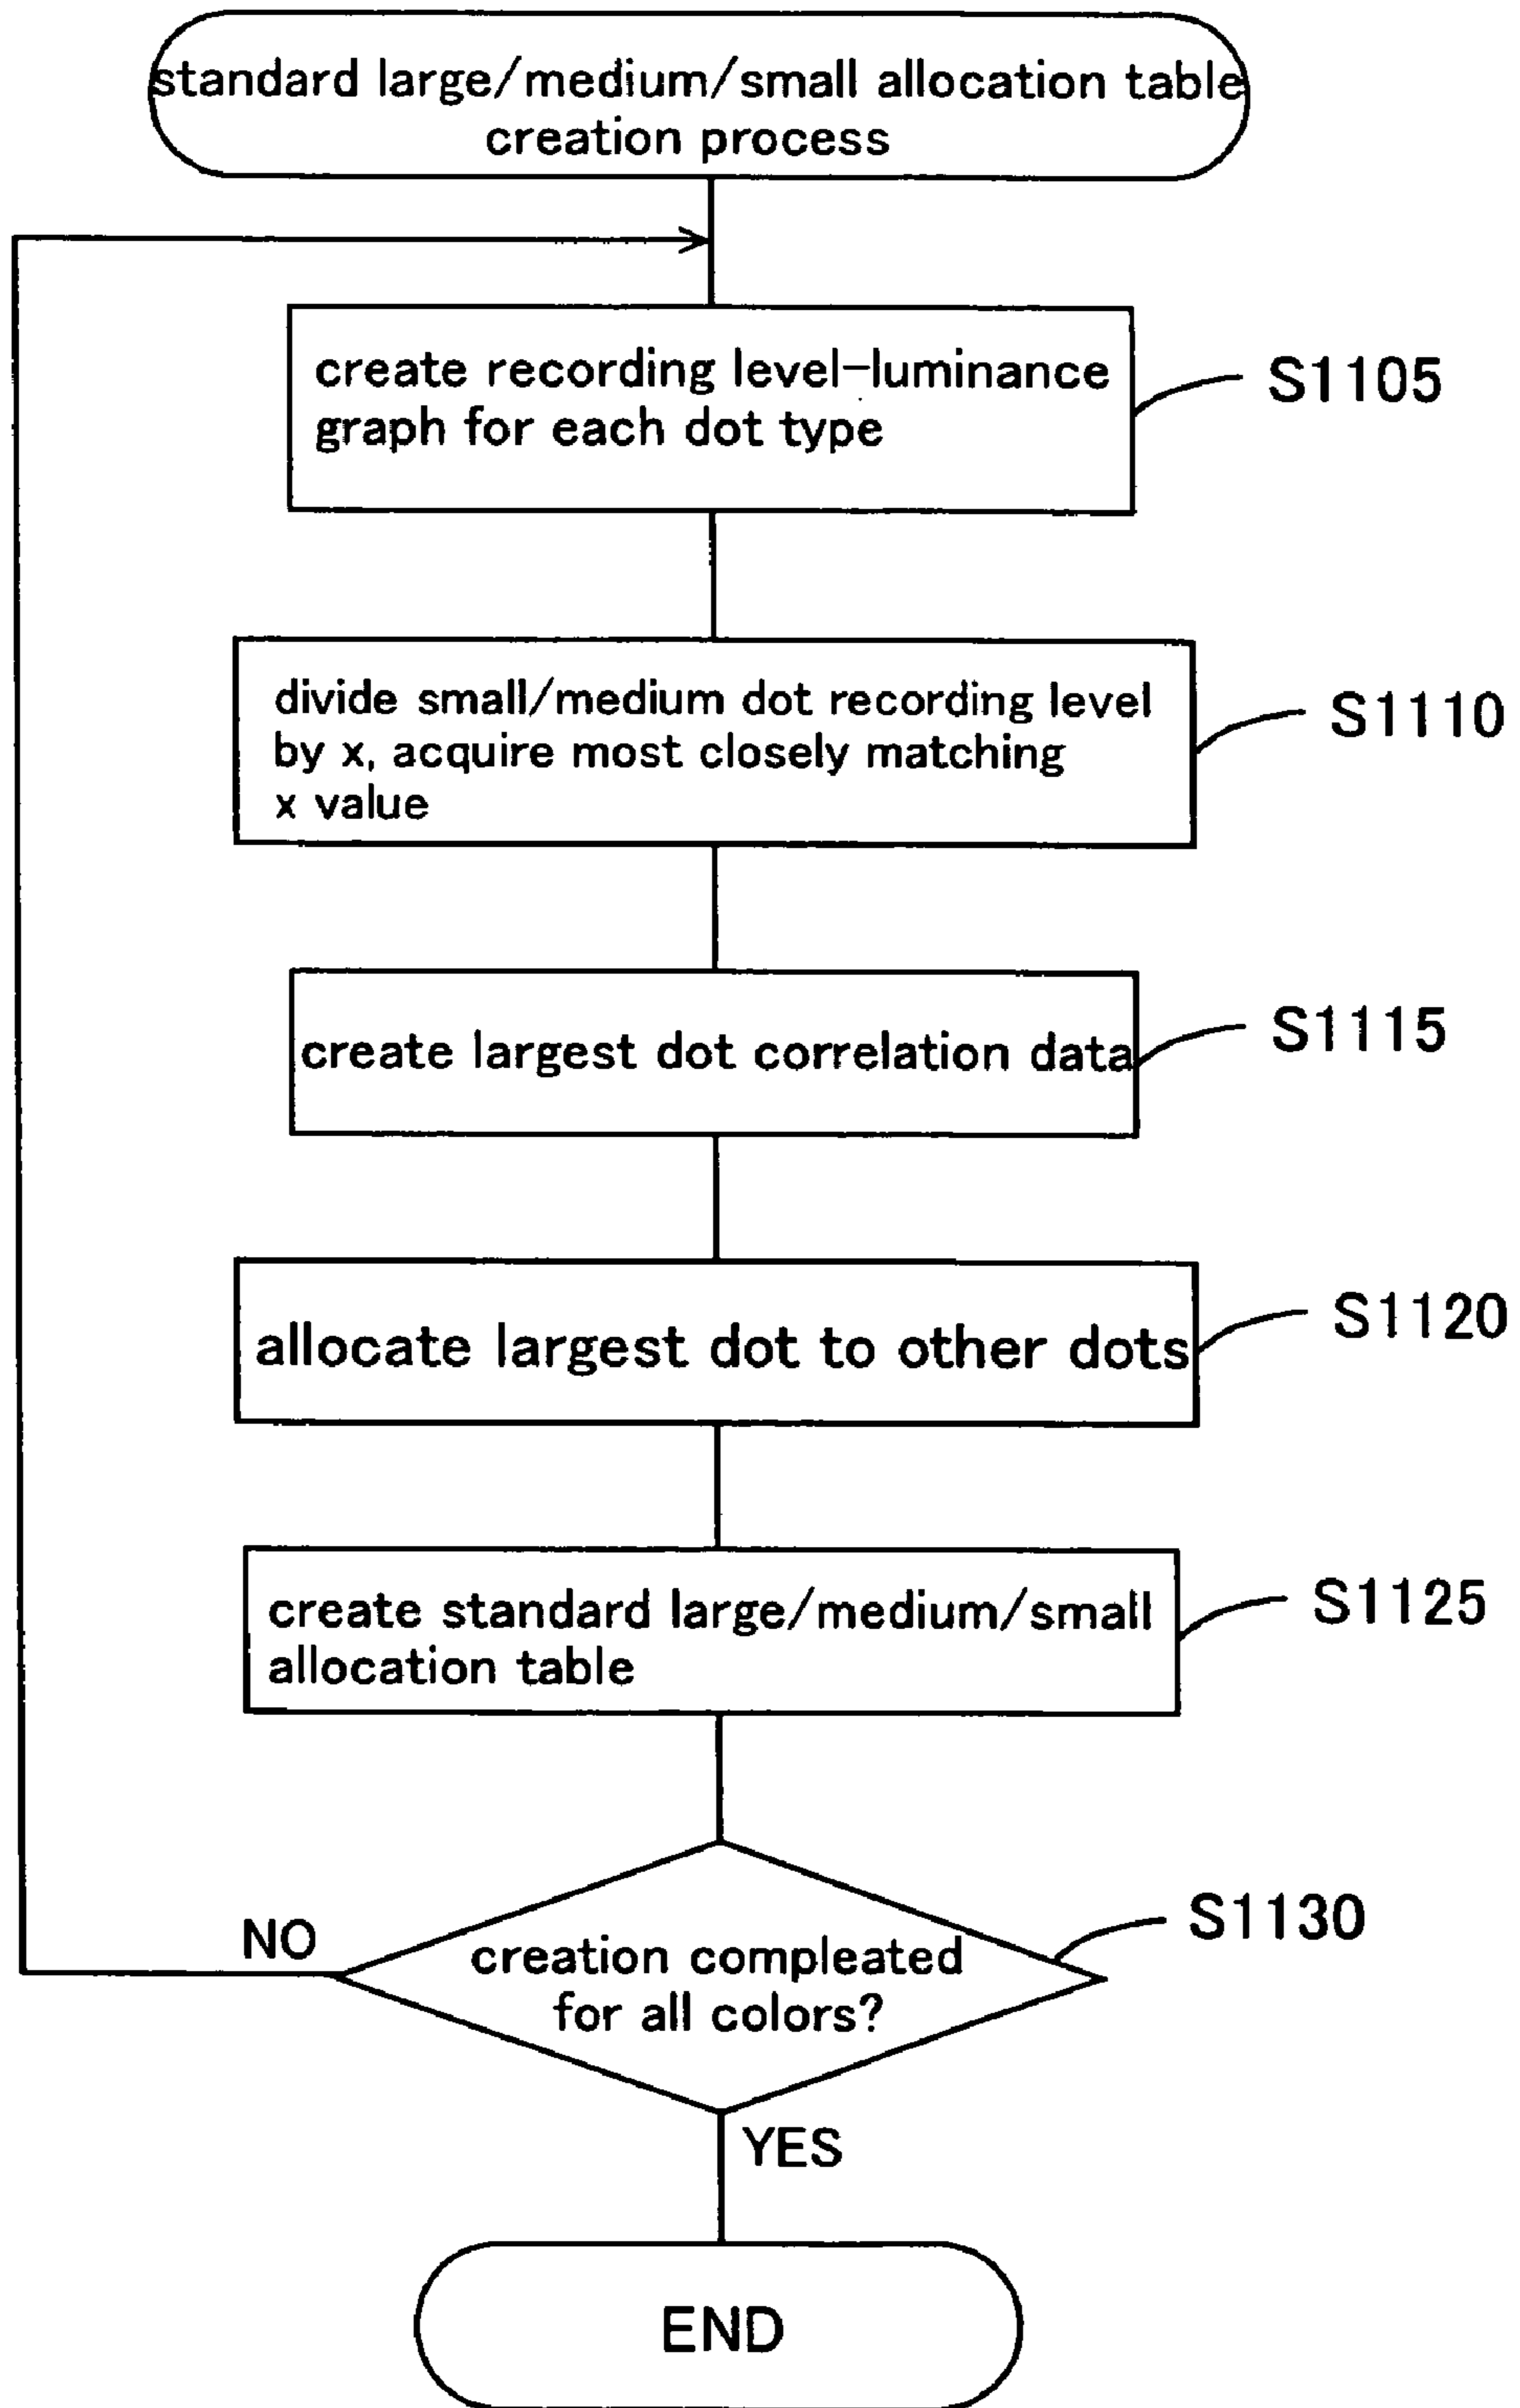 standard large/medium/small allocation table
creation process
create recording level-luminance
graph for each dot type
S1105
divide small/medium dot recording level
by x, acquire most closely matching
x value
S1110
create largest dot correlation data
S1115
allocate largest dot to other dots
S1120
create standard large/medium/small
allocation table
S1125
creation compleated
for all colors?
S1130
NO
YES
END